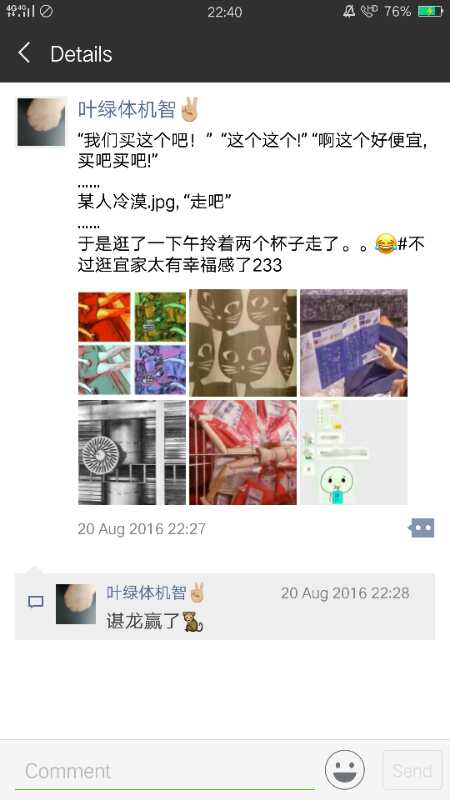 4G 4G 22:40 HD 76%
Details
叶绿体机智✌🏼
“我们买这个吧！” “这个这个!” “啊这个好便宜,
买吧买吧!”
......
某人冷漠.jpg, “走吧”
......
于是逛了一下午拎着两个杯子走了。。😂#不
过逛宜家太有幸福感了233
20 Aug 2016 22:27
叶绿体机智✌🏼 20 Aug 2016 22:28
谌龙赢了🐒
Comment Send